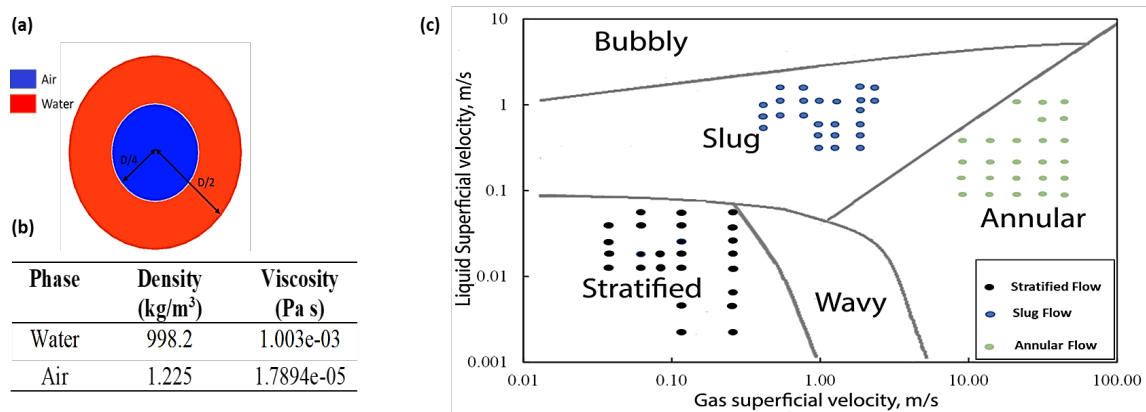 (a)
Air
Water
D/4
D/2
(b)
Phase Density Viscosity
(kg/m³) (Pa s)
Water 998.2 1.003e-03
Air 1.225 1.7894e-05
(c)
Liquid Superficial velocity, m/s
10
1
0.1
0.01
0.001
Bubbly
Slug
Annular
Stratified
Wavy
Stratified Flow
Slug Flow
Annular Flow
0.01 0.10 1.00 10.00 100.00
Gas superficial velocity, m/s